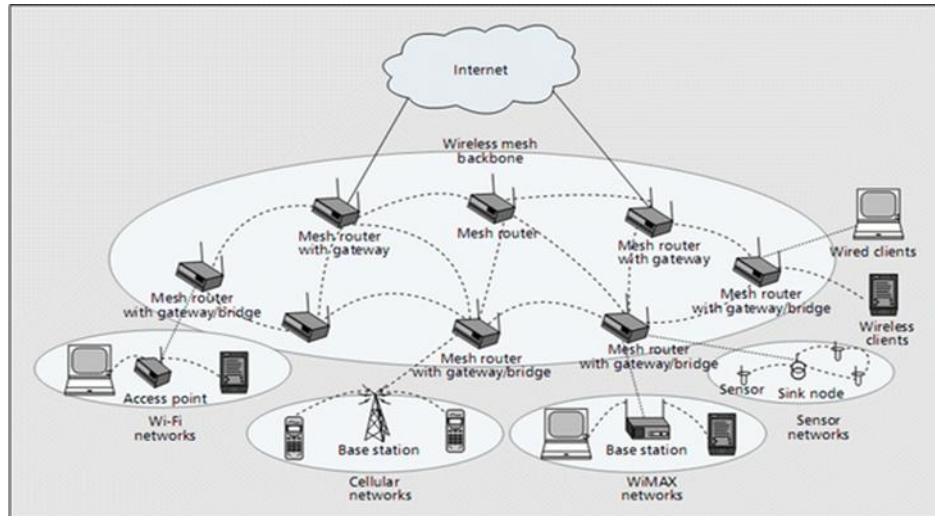 Internet
Wireless mesh
backbone
Mesh router
with gateway
Mesh router
Mesh router
with gateway
Wired clients
Mesh router
with gateway/bridge
Mesh router
with gateway/bridge
Wireless
clients
Mesh router
with gateway/bridge
Mesh router
with gateway/bridge
Access point
Wi-Fi
networks
Sensor
Sink node
Sensor
networks
Base station
Cellular
networks
Base station
WiMAX
networks